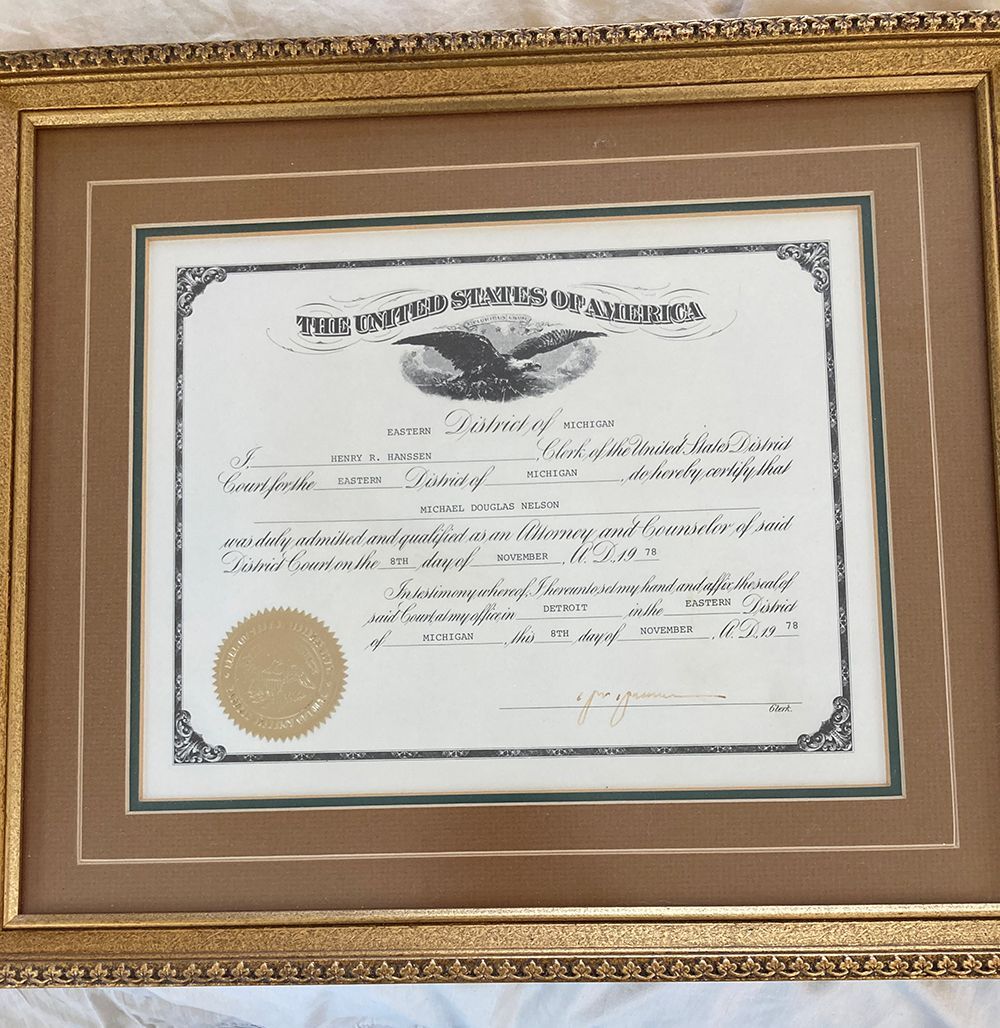 THE UNITED STATES OF AMERICA
EASTERN District of MICHIGAN
I, HENRY R. HANSSEN, Clerk of the United States District
Court for the EASTERN District of MICHIGAN, do hereby certify that
MICHAEL DOUGLAS NELSON
was duly admitted and qualified as an Attorney and Counselor of said
District Court on the 8TH day of NOVEMBER, A.D. 19 78
In testimony whereof, I hereunto set my hand and affix the seal of
said Court, at my office in DETROIT in the EASTERN District
of MICHIGAN, this 8TH day of NOVEMBER, A.D. 19 78
Clerk.